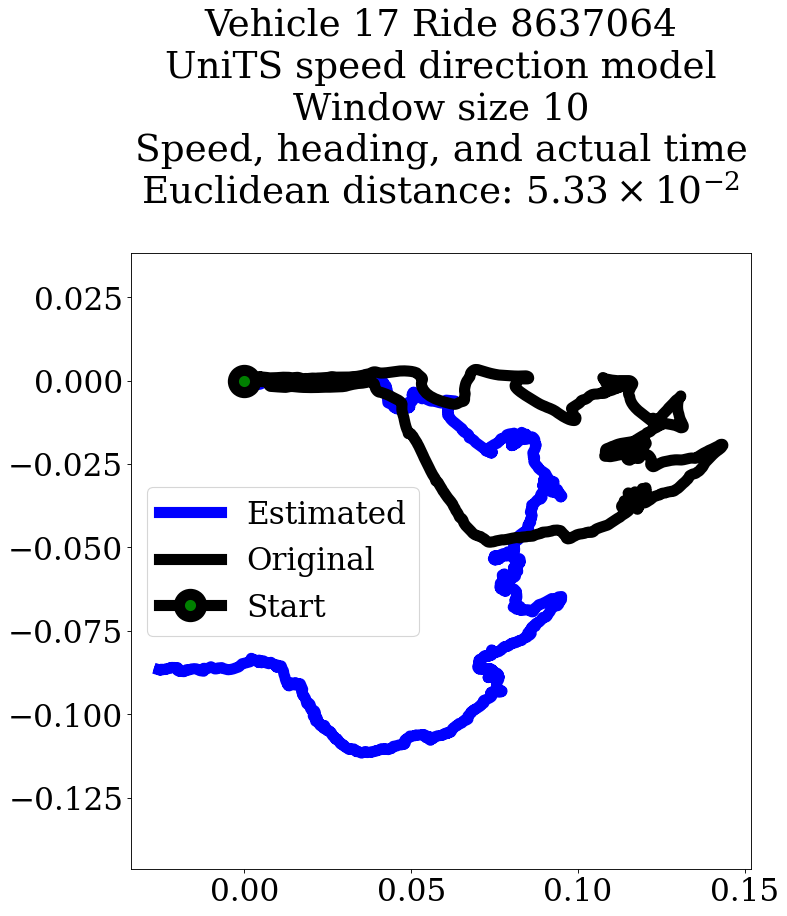 Vehicle 17 Ride 8637064
UniTS speed direction model
Window size 10
Speed, heading, and actual time
Euclidean distance: 5.33 × 10⁻²
0.025
0.000
−0.025
−0.050
−0.075
−0.100
−0.125
Estimated
Original
Start
0.00 0.05 0.10 0.15